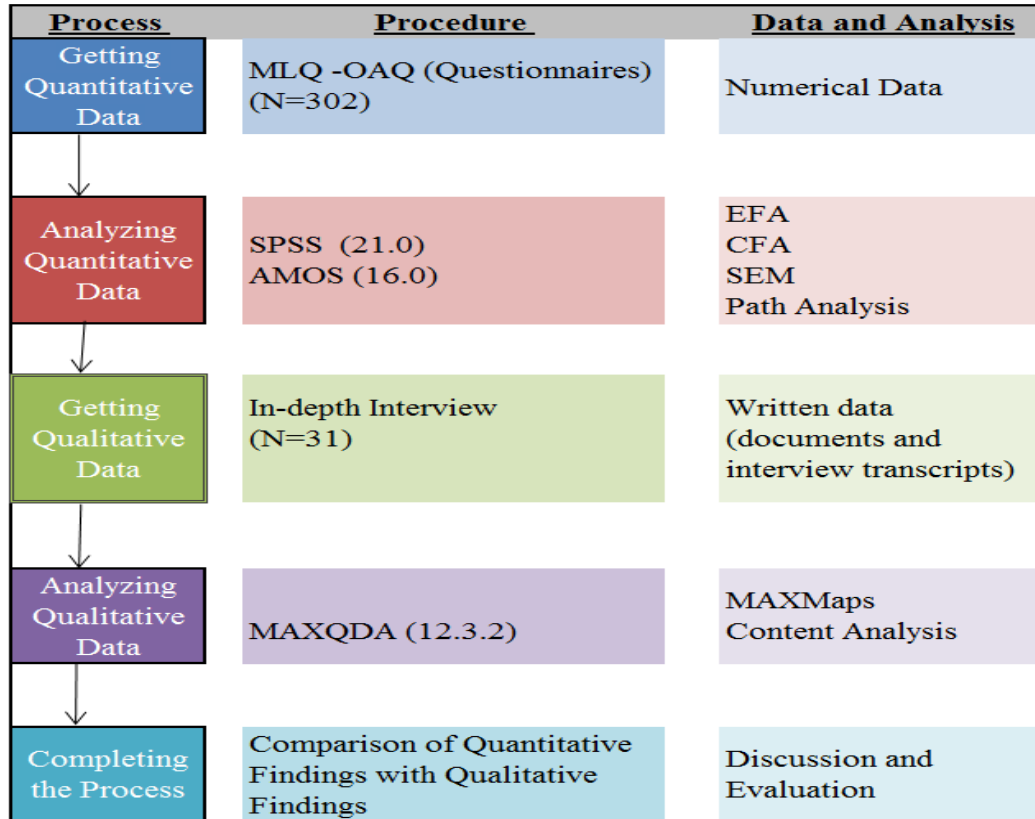 Process
Procedure
Data and Analysis
Getting
Quantitative
Data
MLQ -OAQ (Questionnaires)
(N=302)
Numerical Data
Analyzing
Quantitative
Data
SPSS (21.0)
AMOS (16.0)
EFA
CFA
SEM
Path Analysis
Getting
Qualitative
Data
In-depth Interview
(N=31)
Written data
(documents and
interview transcripts)
Analyzing
Qualitative
Data
MAXQDA (12.3.2)
MAXMaps
Content Analysis
Completing
the Process
Comparison of Quantitative
Findings with Qualitative
Findings
Discussion and
Evaluation